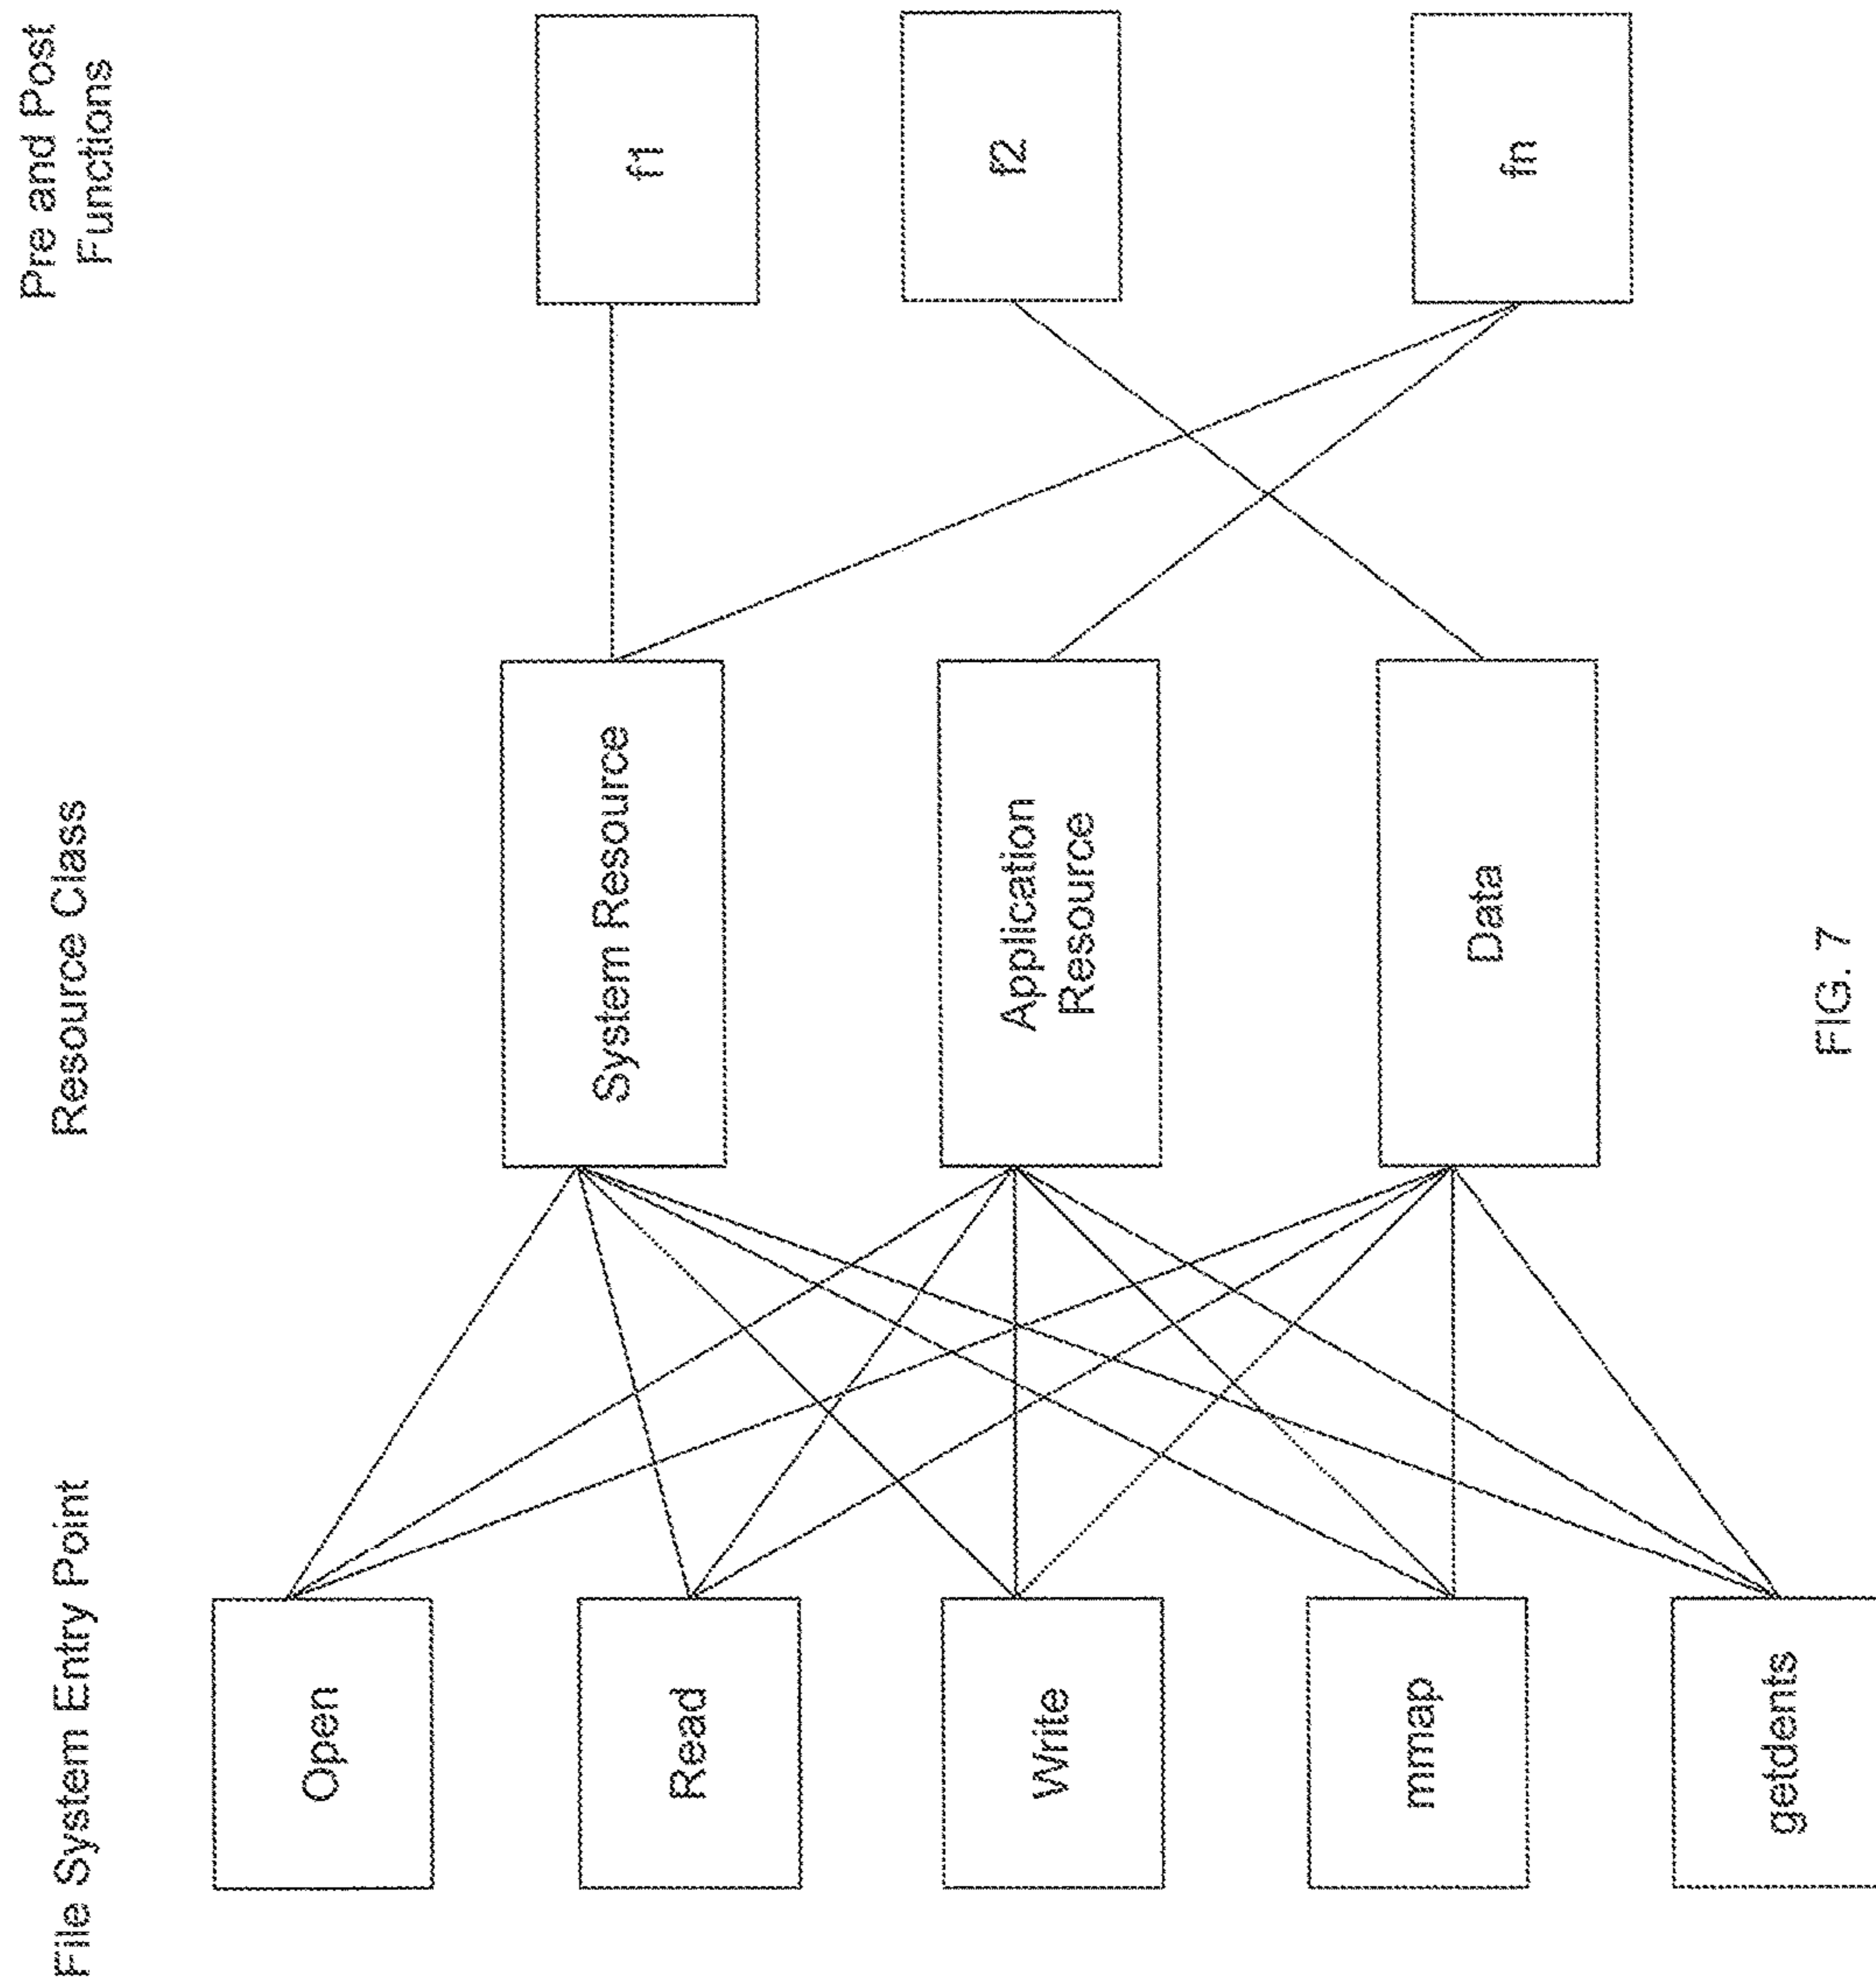 File System Entry Point
Resource Class
Pre and Post
Functions
Open
Read
Write
mmap
getdents
System Resource
Application
Resource
Data
f1
f2
fn
FIG. 7